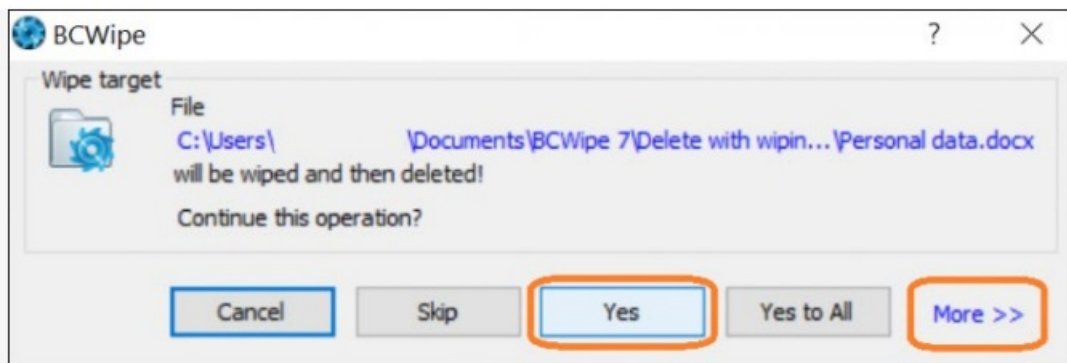 BCWipe ? ×
Wipe target
File
C:\Users\ \Documents\BCWipe 7\Delete with wipin...\Personal data.docx
will be wiped and then deleted!
Continue this operation?
Cancel Skip Yes Yes to All More >>